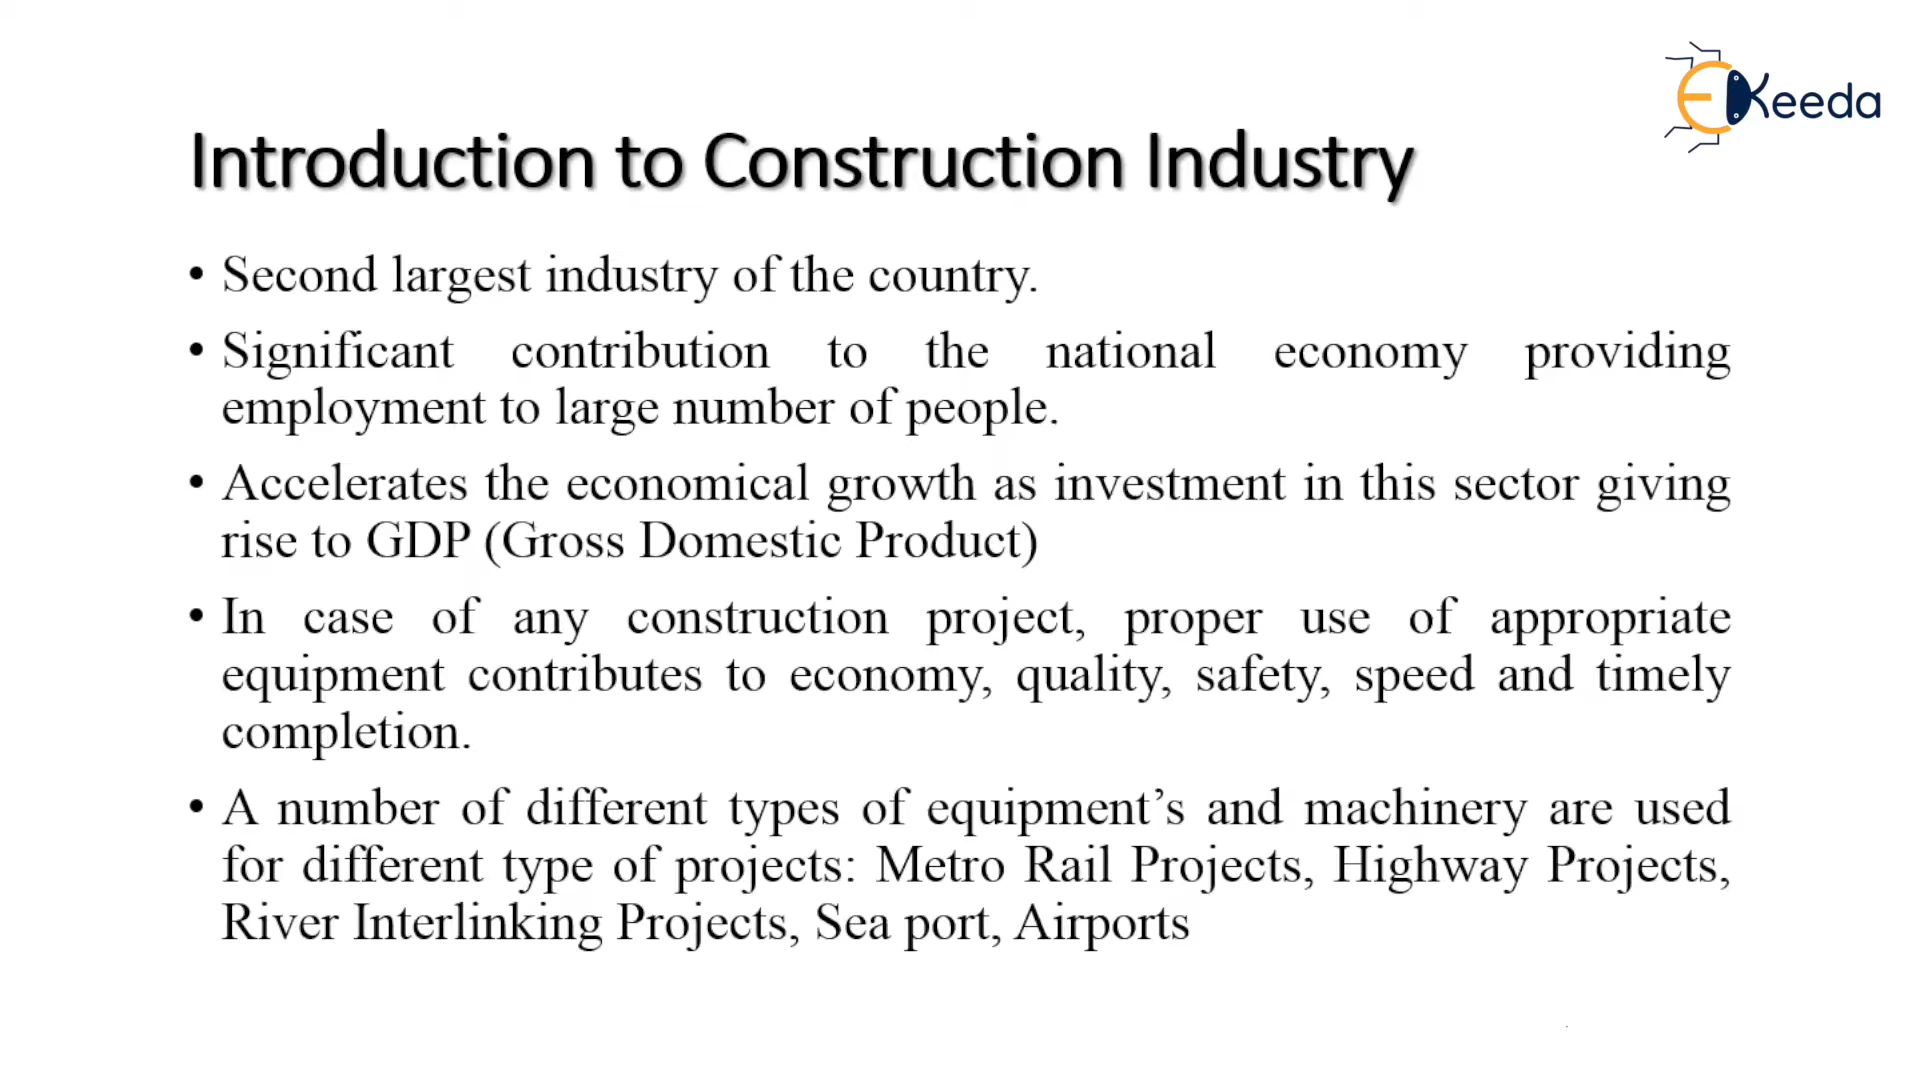 EKeeda
Introduction to Construction Industry
• Second largest industry of the country.
• Significant contribution to the national economy providing
employment to large number of people.
• Accelerates the economical growth as investment in this sector giving
rise to GDP (Gross Domestic Product)
• In case of any construction project, proper use of appropriate
equipment contributes to economy, quality, safety, speed and timely
completion.
• A number of different types of equipment’s and machinery are used
for different type of projects: Metro Rail Projects, Highway Projects,
River Interlinking Projects, Sea port, Airports